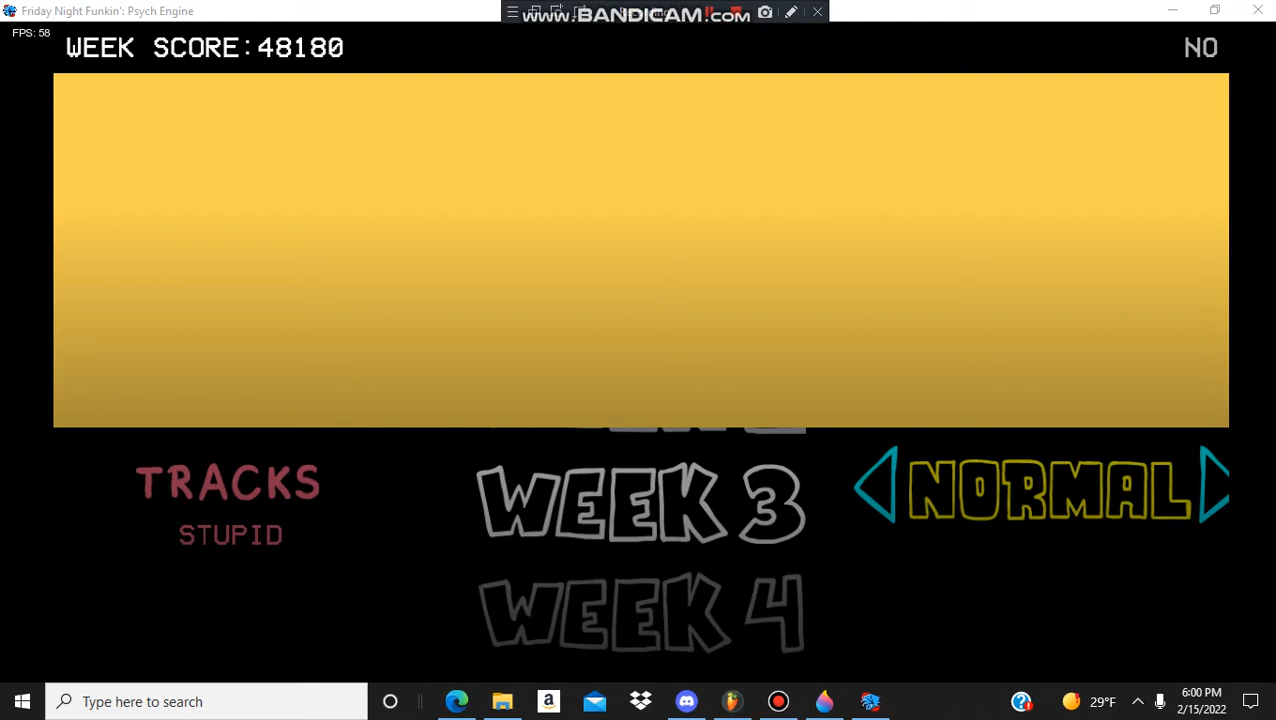 Friday Night Funkin': Psych Engine
www.BANDICAM.com
FPS: 58
WEEK SCORE:48180
NO
TRACKS
STUPID
WEEK 3
NORMAL
WEEK 4
Type here to search
29°F
6:00 PM
2/15/2022